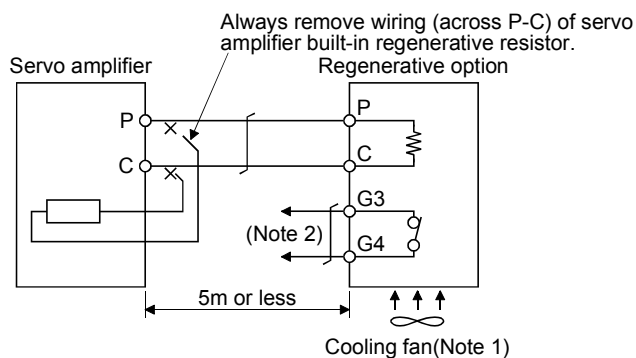 Always remove wiring (across P-C) of servo
amplifier built-in regenerative resistor.
Servo amplifier
Regenerative option
P
P
C
C
G3
(Note 2)
G4
5m or less
Cooling fan(Note 1)